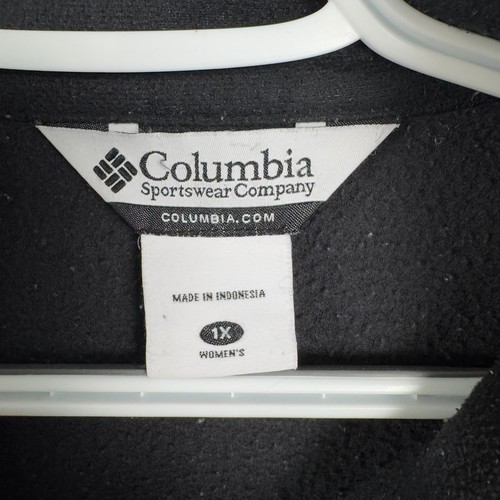 Columbia
Sportswear Company
COLUMBIA.COM
MADE IN INDONESIA
1X
WOMEN'S